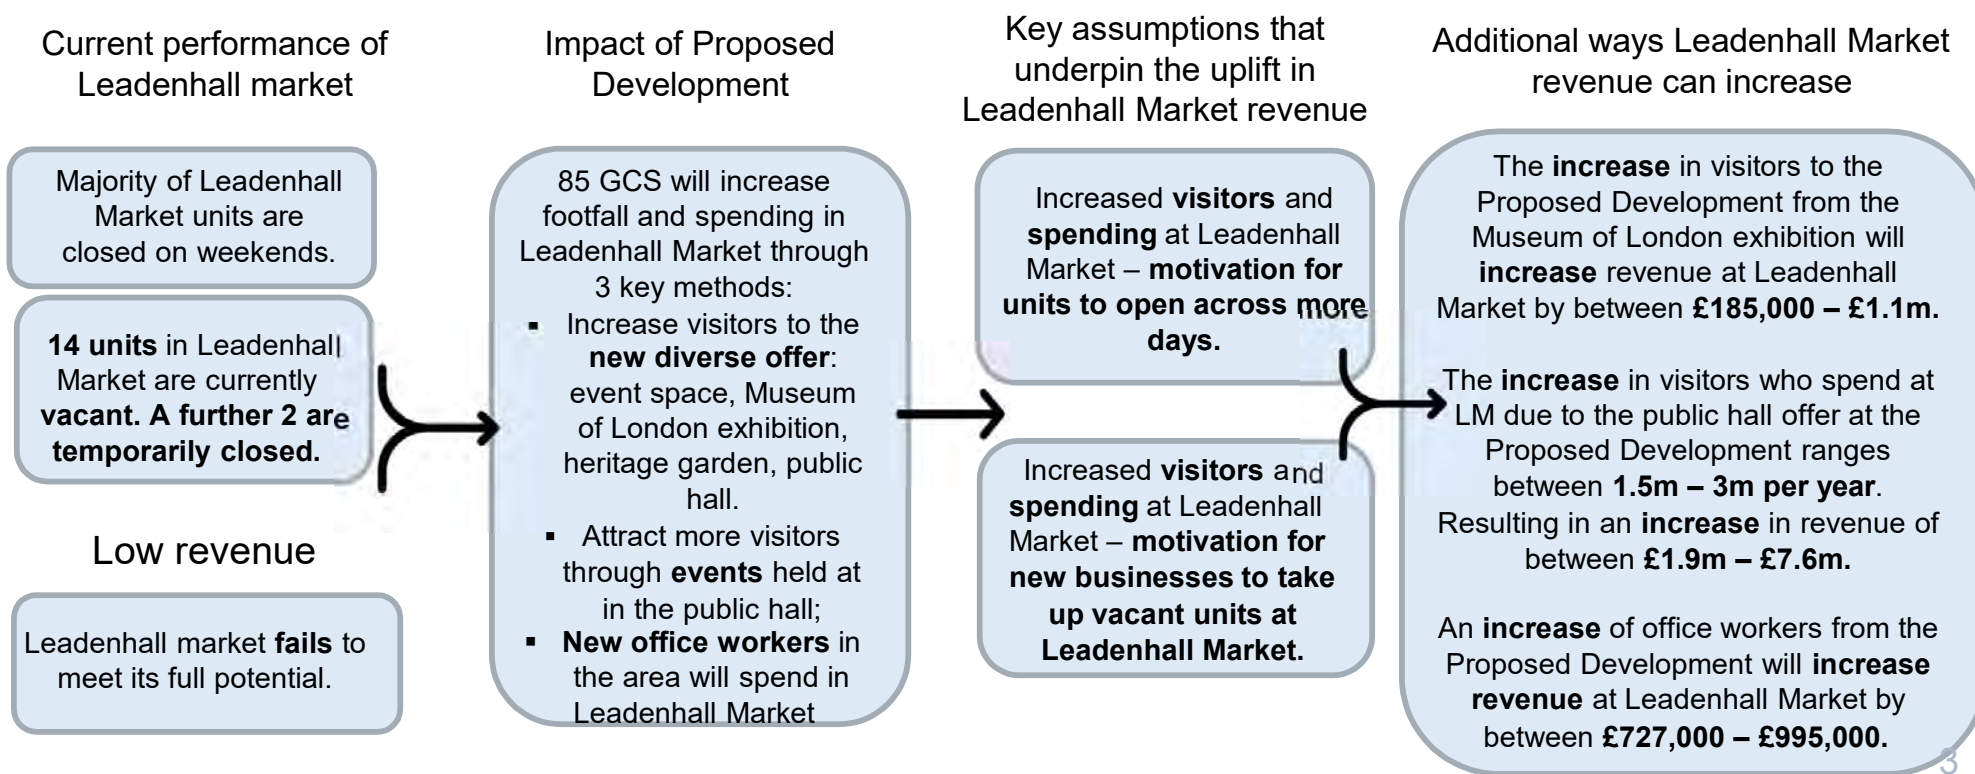 Current performance of
Leadenhall market
Majority of Leadenhall
Market units are
closed on weekends.
14 units in Leadenhall
Market are currently
vacant. A further 2 are
temporarily closed.
Low revenue
Leadenhall market fails to
meet its full potential.
Impact of Proposed
Development
85 GCS will increase
footfall and spending in
Leadenhall Market through
3 key methods:
▪ Increase visitors to the
new diverse offer:
event space, Museum
of London exhibition,
heritage garden, public
hall.
▪ Attract more visitors
through events held at
in the public hall;
▪ New office workers in
the area will spend in
Leadenhall Market
Key assumptions that
underpin the uplift in
Leadenhall Market revenue
Increased visitors and
spending at Leadenhall
Market – motivation for
units to open across more
days.
Increased visitors and
spending at Leadenhall
Market – motivation for
new businesses to take
up vacant units at
Leadenhall Market.
Additional ways Leadenhall Market
revenue can increase
The increase in visitors to the
Proposed Development from the
Museum of London exhibition will
increase revenue at Leadenhall
Market by between £185,000 – £1.1m.
The increase in visitors who spend at
LM due to the public hall offer at the
Proposed Development ranges
between 1.5m – 3m per year.
Resulting in an increase in revenue of
between £1.9m – £7.6m.
An increase of office workers from the
Proposed Development will increase
revenue at Leadenhall Market by
between £727,000 – £995,000.
3